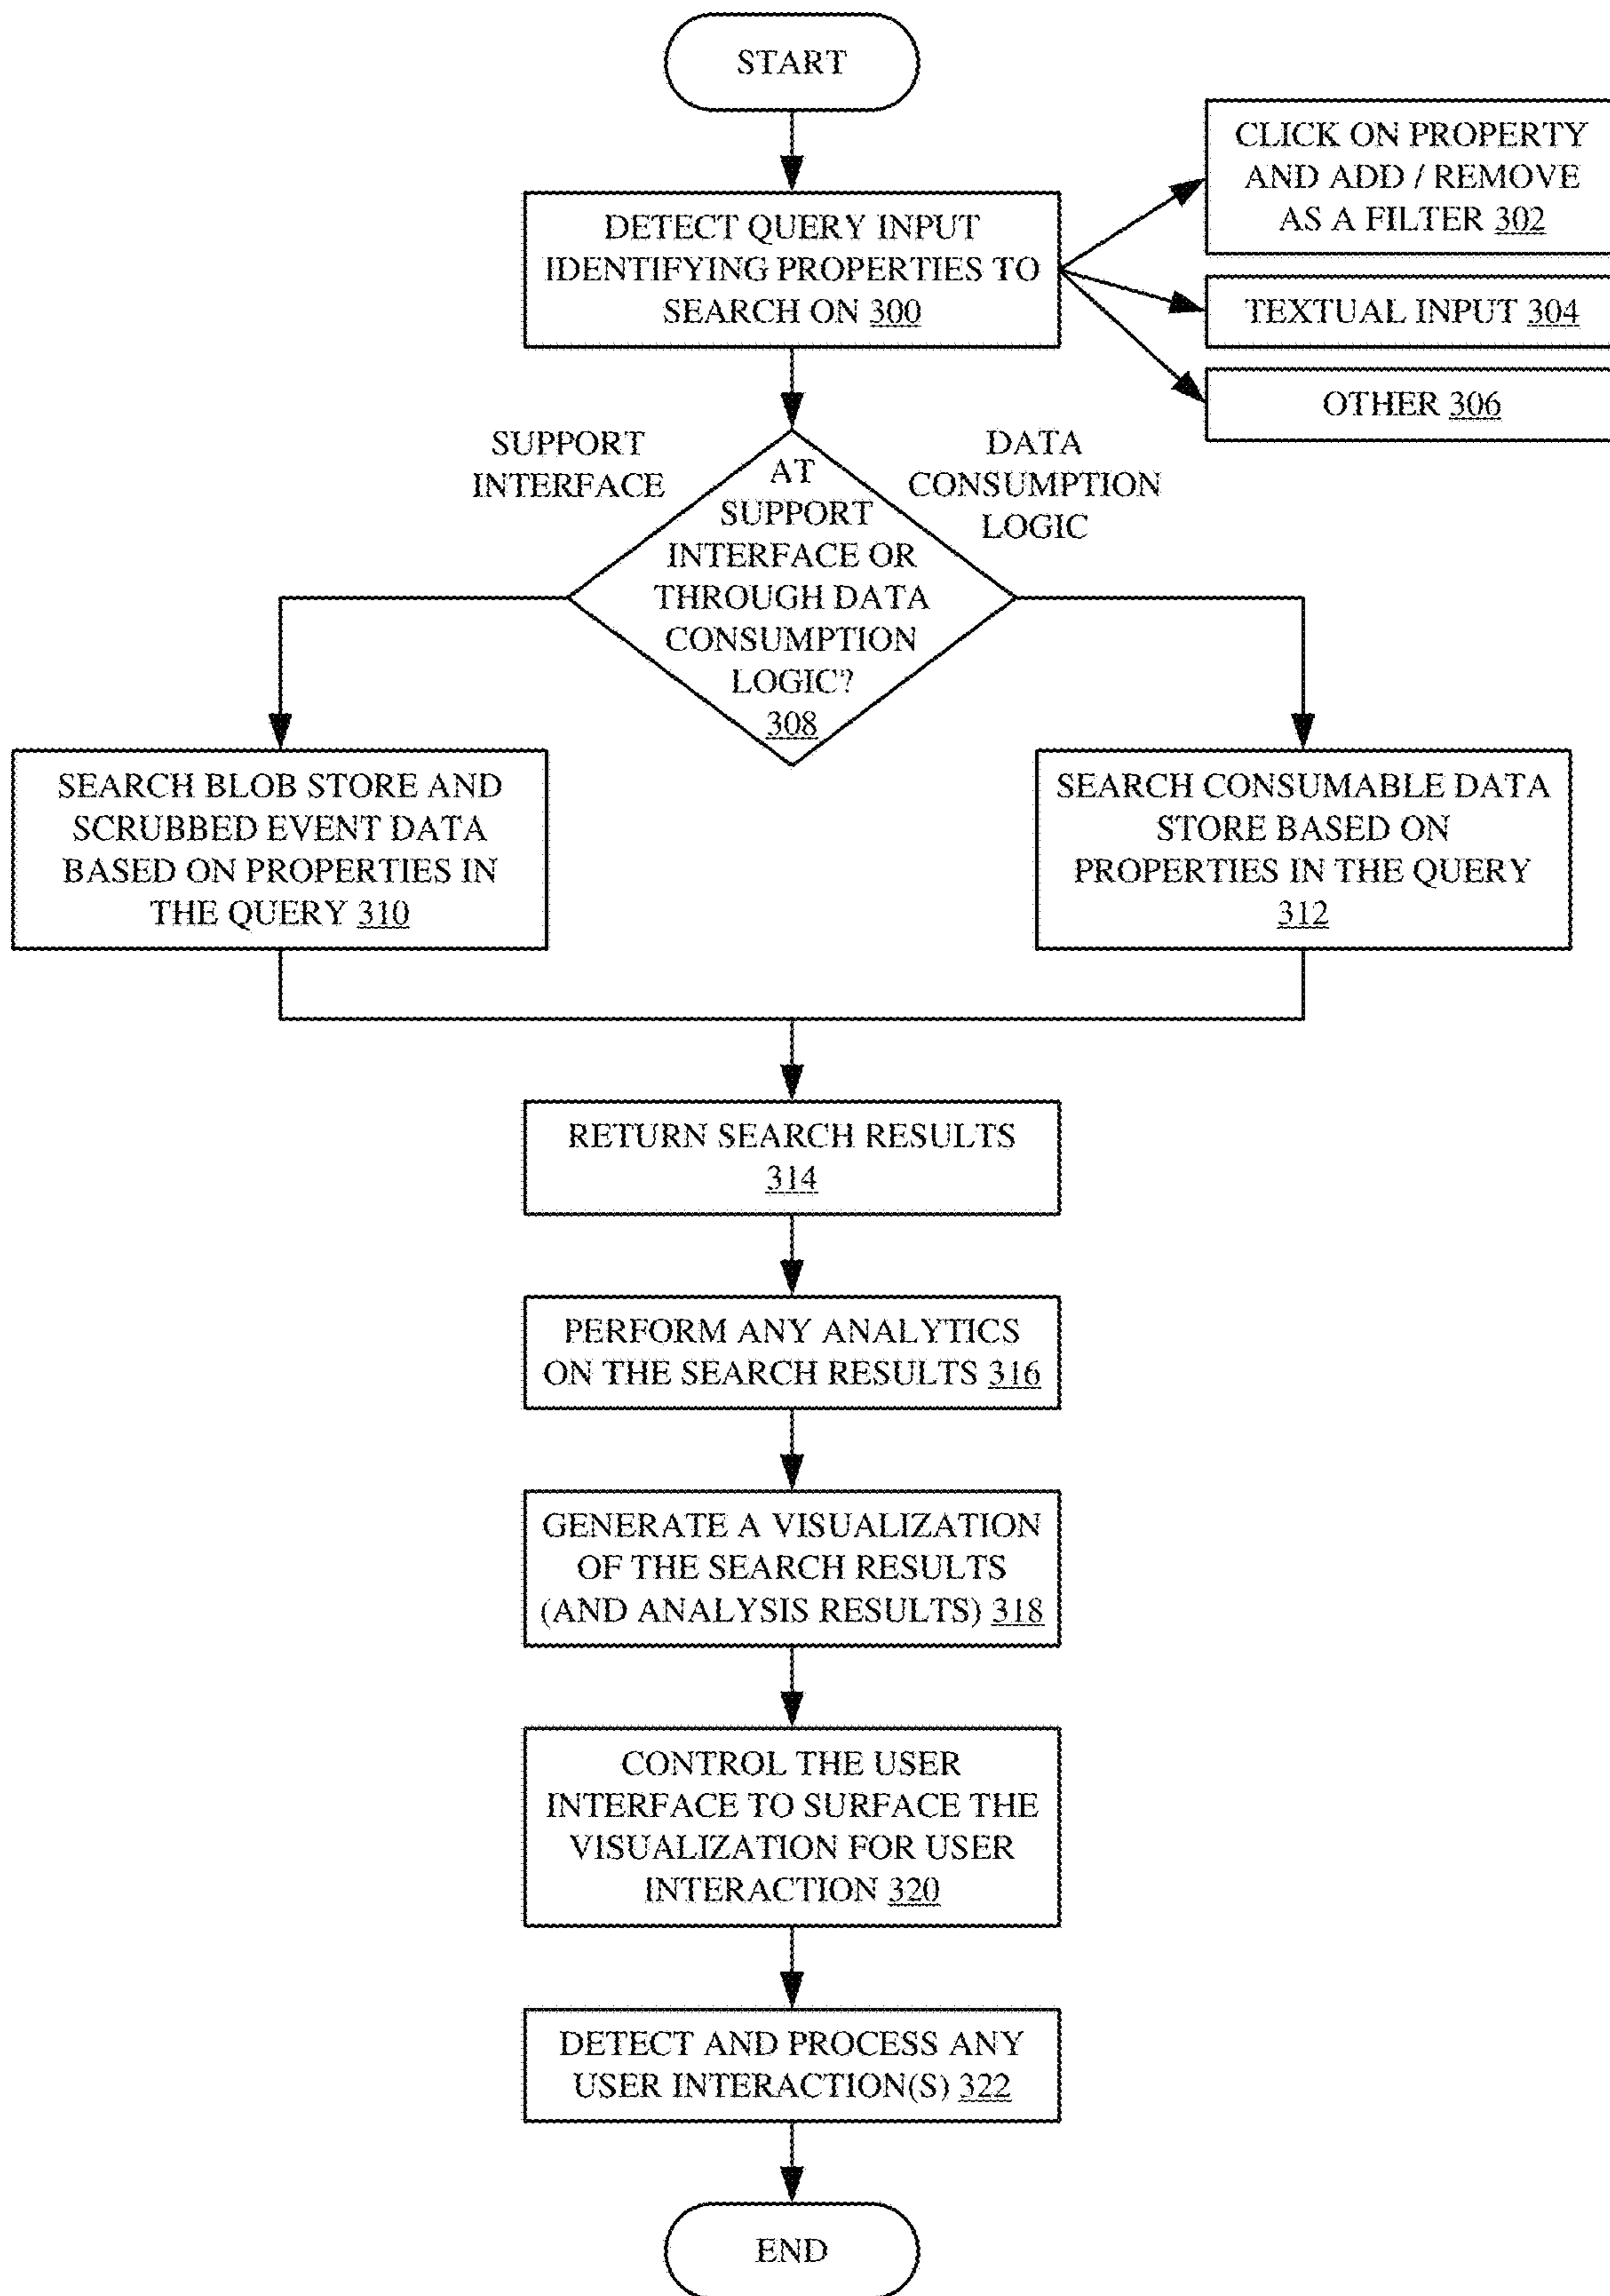 START
CLICK ON PROPERTY
AND ADD / REMOVE
AS A FILTER 302
DETECT QUERY INPUT
IDENTIFYING PROPERTIES TO
SEARCH ON 300
TEXTUAL INPUT 304
OTHER 306
SUPPORT
INTERFACE
DATA
CONSUMPTION
LOGIC
AT
SUPPORT
INTERFACE OR
THROUGH DATA
CONSUMPTION
LOGIC?
308
SEARCH BLOB STORE AND
SCRUBBED EVENT DATA
BASED ON PROPERTIES IN
THE QUERY 310
SEARCH CONSUMABLE DATA
STORE BASED ON
PROPERTIES IN THE QUERY
312
RETURN SEARCH RESULTS
314
PERFORM ANY ANALYTICS
ON THE SEARCH RESULTS 316
GENERATE A VISUALIZATION
OF THE SEARCH RESULTS
(AND ANALYSIS RESULTS) 318
CONTROL THE USER
INTERFACE TO SURFACE THE
VISUALIZATION FOR USER
INTERACTION 320
DETECT AND PROCESS ANY
USER INTERACTION(S) 322
END